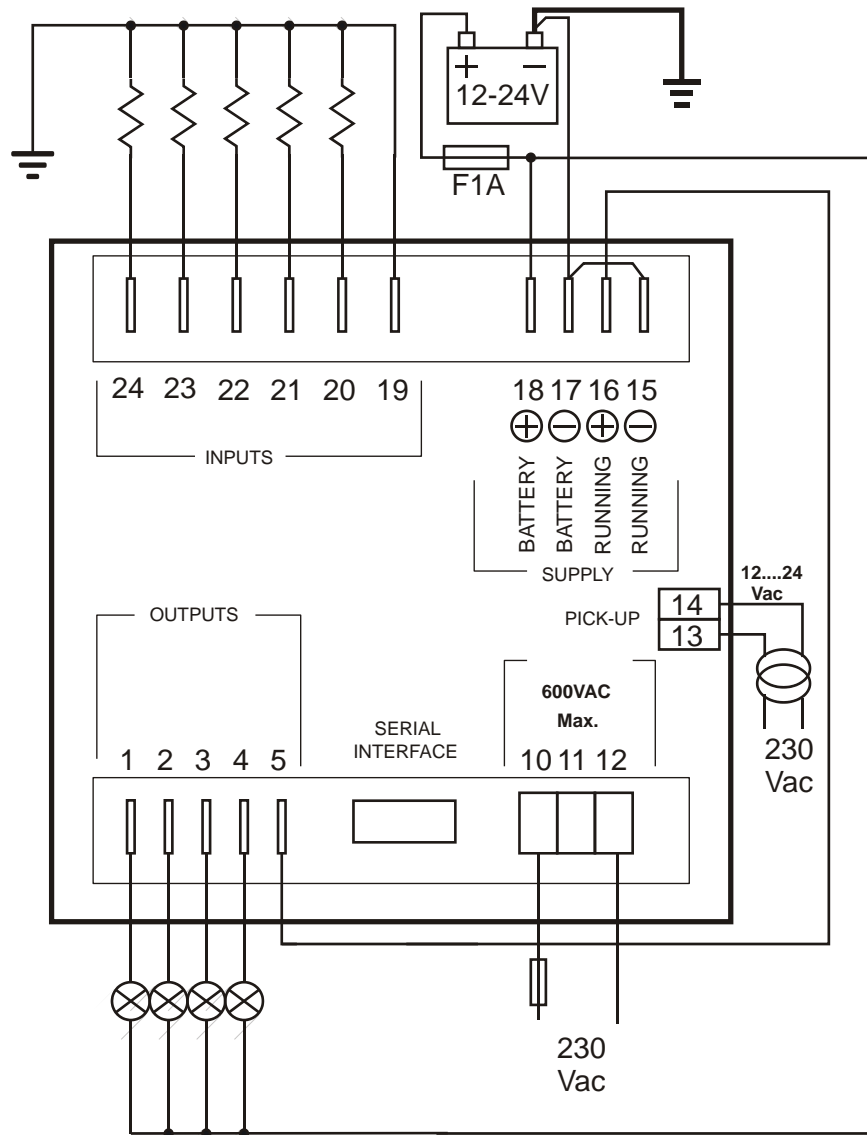 + −
12-24V
F1A
24 23 22 21 20 19
18 17 16 15
+ − + −
INPUTS
BATTERY
BATTERY
RUNNING
RUNNING
SUPPLY
12....24
Vac
OUTPUTS
PICK-UP
14
13
600VAC
Max.
SERIAL
INTERFACE
230
Vac
1 2 3 4 5
10 11 12
230
Vac